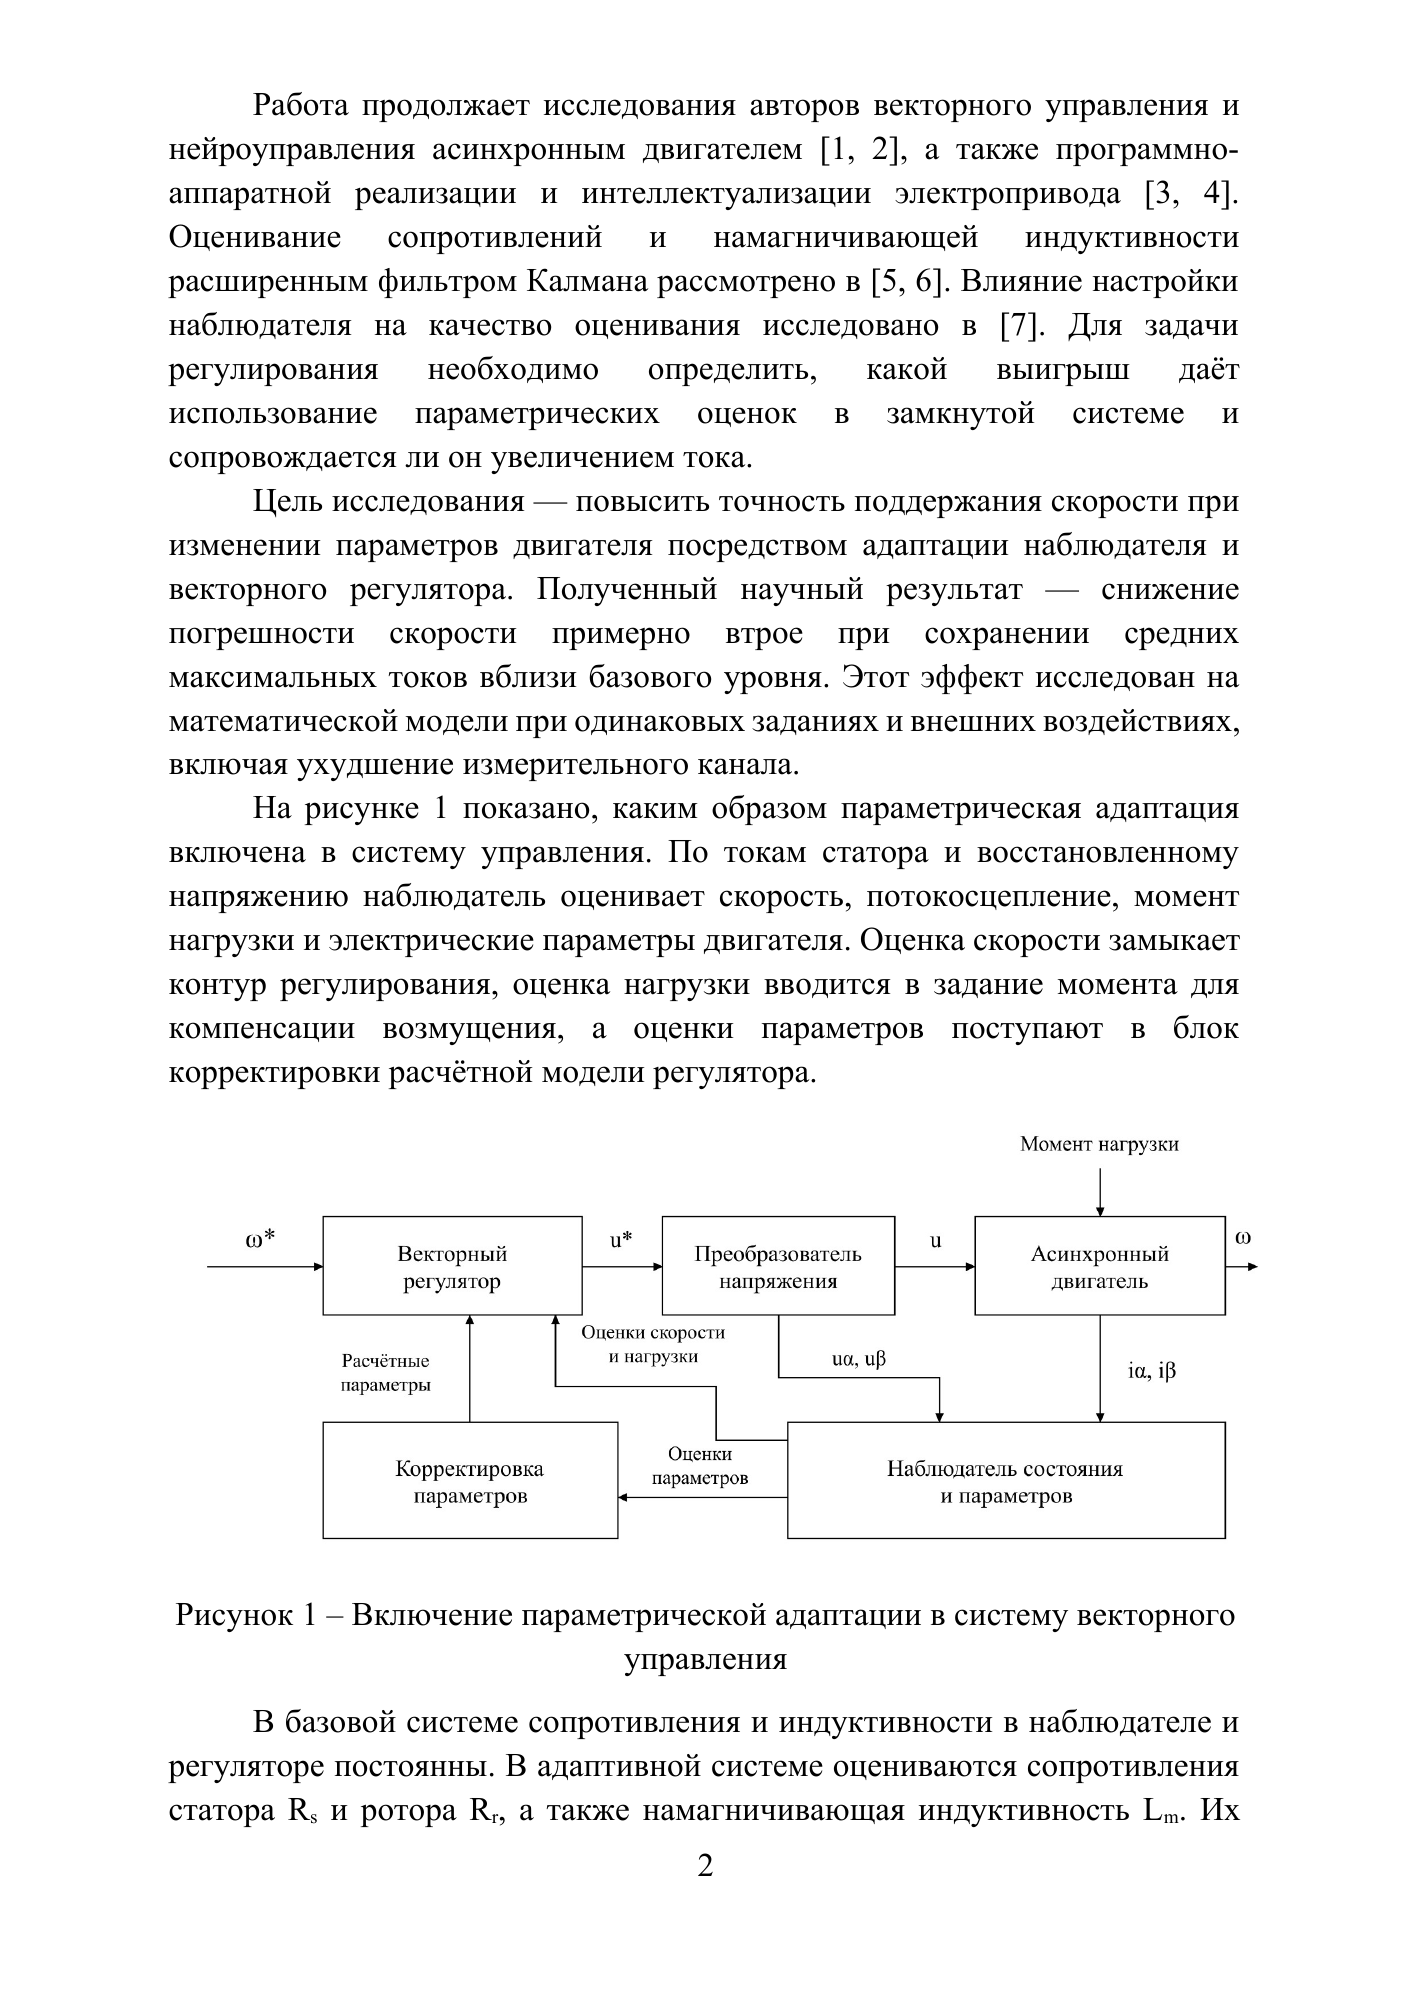 Работа продолжает исследования авторов векторного управления и
нейроуправления асинхронным двигателем [1, 2], а также программно-
аппаратной реализации и интеллектуализации электропривода [3, 4].
Оценивание сопротивлений и намагничивающей индуктивности
расширенным фильтром Калмана рассмотрено в [5, 6]. Влияние настройки
наблюдателя на качество оценивания исследовано в [7]. Для задачи
регулирования необходимо определить, какой выигрыш даёт
использование параметрических оценок в замкнутой системе и
сопровождается ли он увеличением тока.
Цель исследования — повысить точность поддержания скорости при
изменении параметров двигателя посредством адаптации наблюдателя и
векторного регулятора. Полученный научный результат — снижение
погрешности скорости примерно втрое при сохранении средних
максимальных токов вблизи базового уровня. Этот эффект исследован на
математической модели при одинаковых заданиях и внешних воздействиях,
включая ухудшение измерительного канала.
На рисунке 1 показано, каким образом параметрическая адаптация
включена в систему управления. По токам статора и восстановленному
напряжению наблюдатель оценивает скорость, потокосцепление, момент
нагрузки и электрические параметры двигателя. Оценка скорости замыкает
контур регулирования, оценка нагрузки вводится в задание момента для
компенсации возмущения, а оценки параметров поступают в блок
корректировки расчётной модели регулятора.
Момент нагрузки
ω*
Векторный
регулятор
u*
Преобразователь
напряжения
u
Асинхронный
двигатель
ω
Расчётные
параметры
Оценки скорости
и нагрузки
uα, uβ
iα, iβ
Корректировка
параметров
Оценки
параметров
Наблюдатель состояния
и параметров
Рисунок 1 – Включение параметрической адаптации в систему векторного
управления
В базовой системе сопротивления и индуктивности в наблюдателе и
регуляторе постоянны. В адаптивной системе оцениваются сопротивления
статора Rs и ротора Rr, а также намагничивающая индуктивность Lm. Их
2